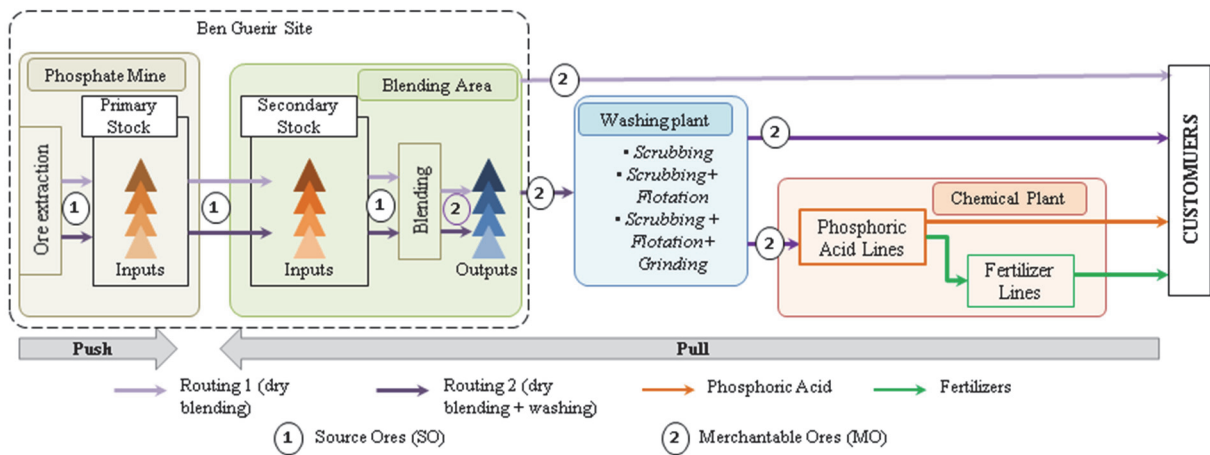 Ben Guerir Site
Phosphate Mine
Primary
Stock
Ore extraction
1
Inputs
1
Blending Area
Secondary
Stock
Inputs
1
Blending
2
Outputs
2
2
Washing plant
▪ Scrubbing
▪ Scrubbing+
Flotation
▪ Scrubbing +
Flotation+
Grinding
2
2
Chemical Plant
Phosphoric
Acid Lines
Fertilizer
Lines
CUSTOMUERS
Push
Pull
Routing 1 (dry
blending)
Routing 2 (dry
blending + washing)
Phosphoric Acid
Fertilizers
1 Source Ores (SO)
2 Merchantable Ores (MO)